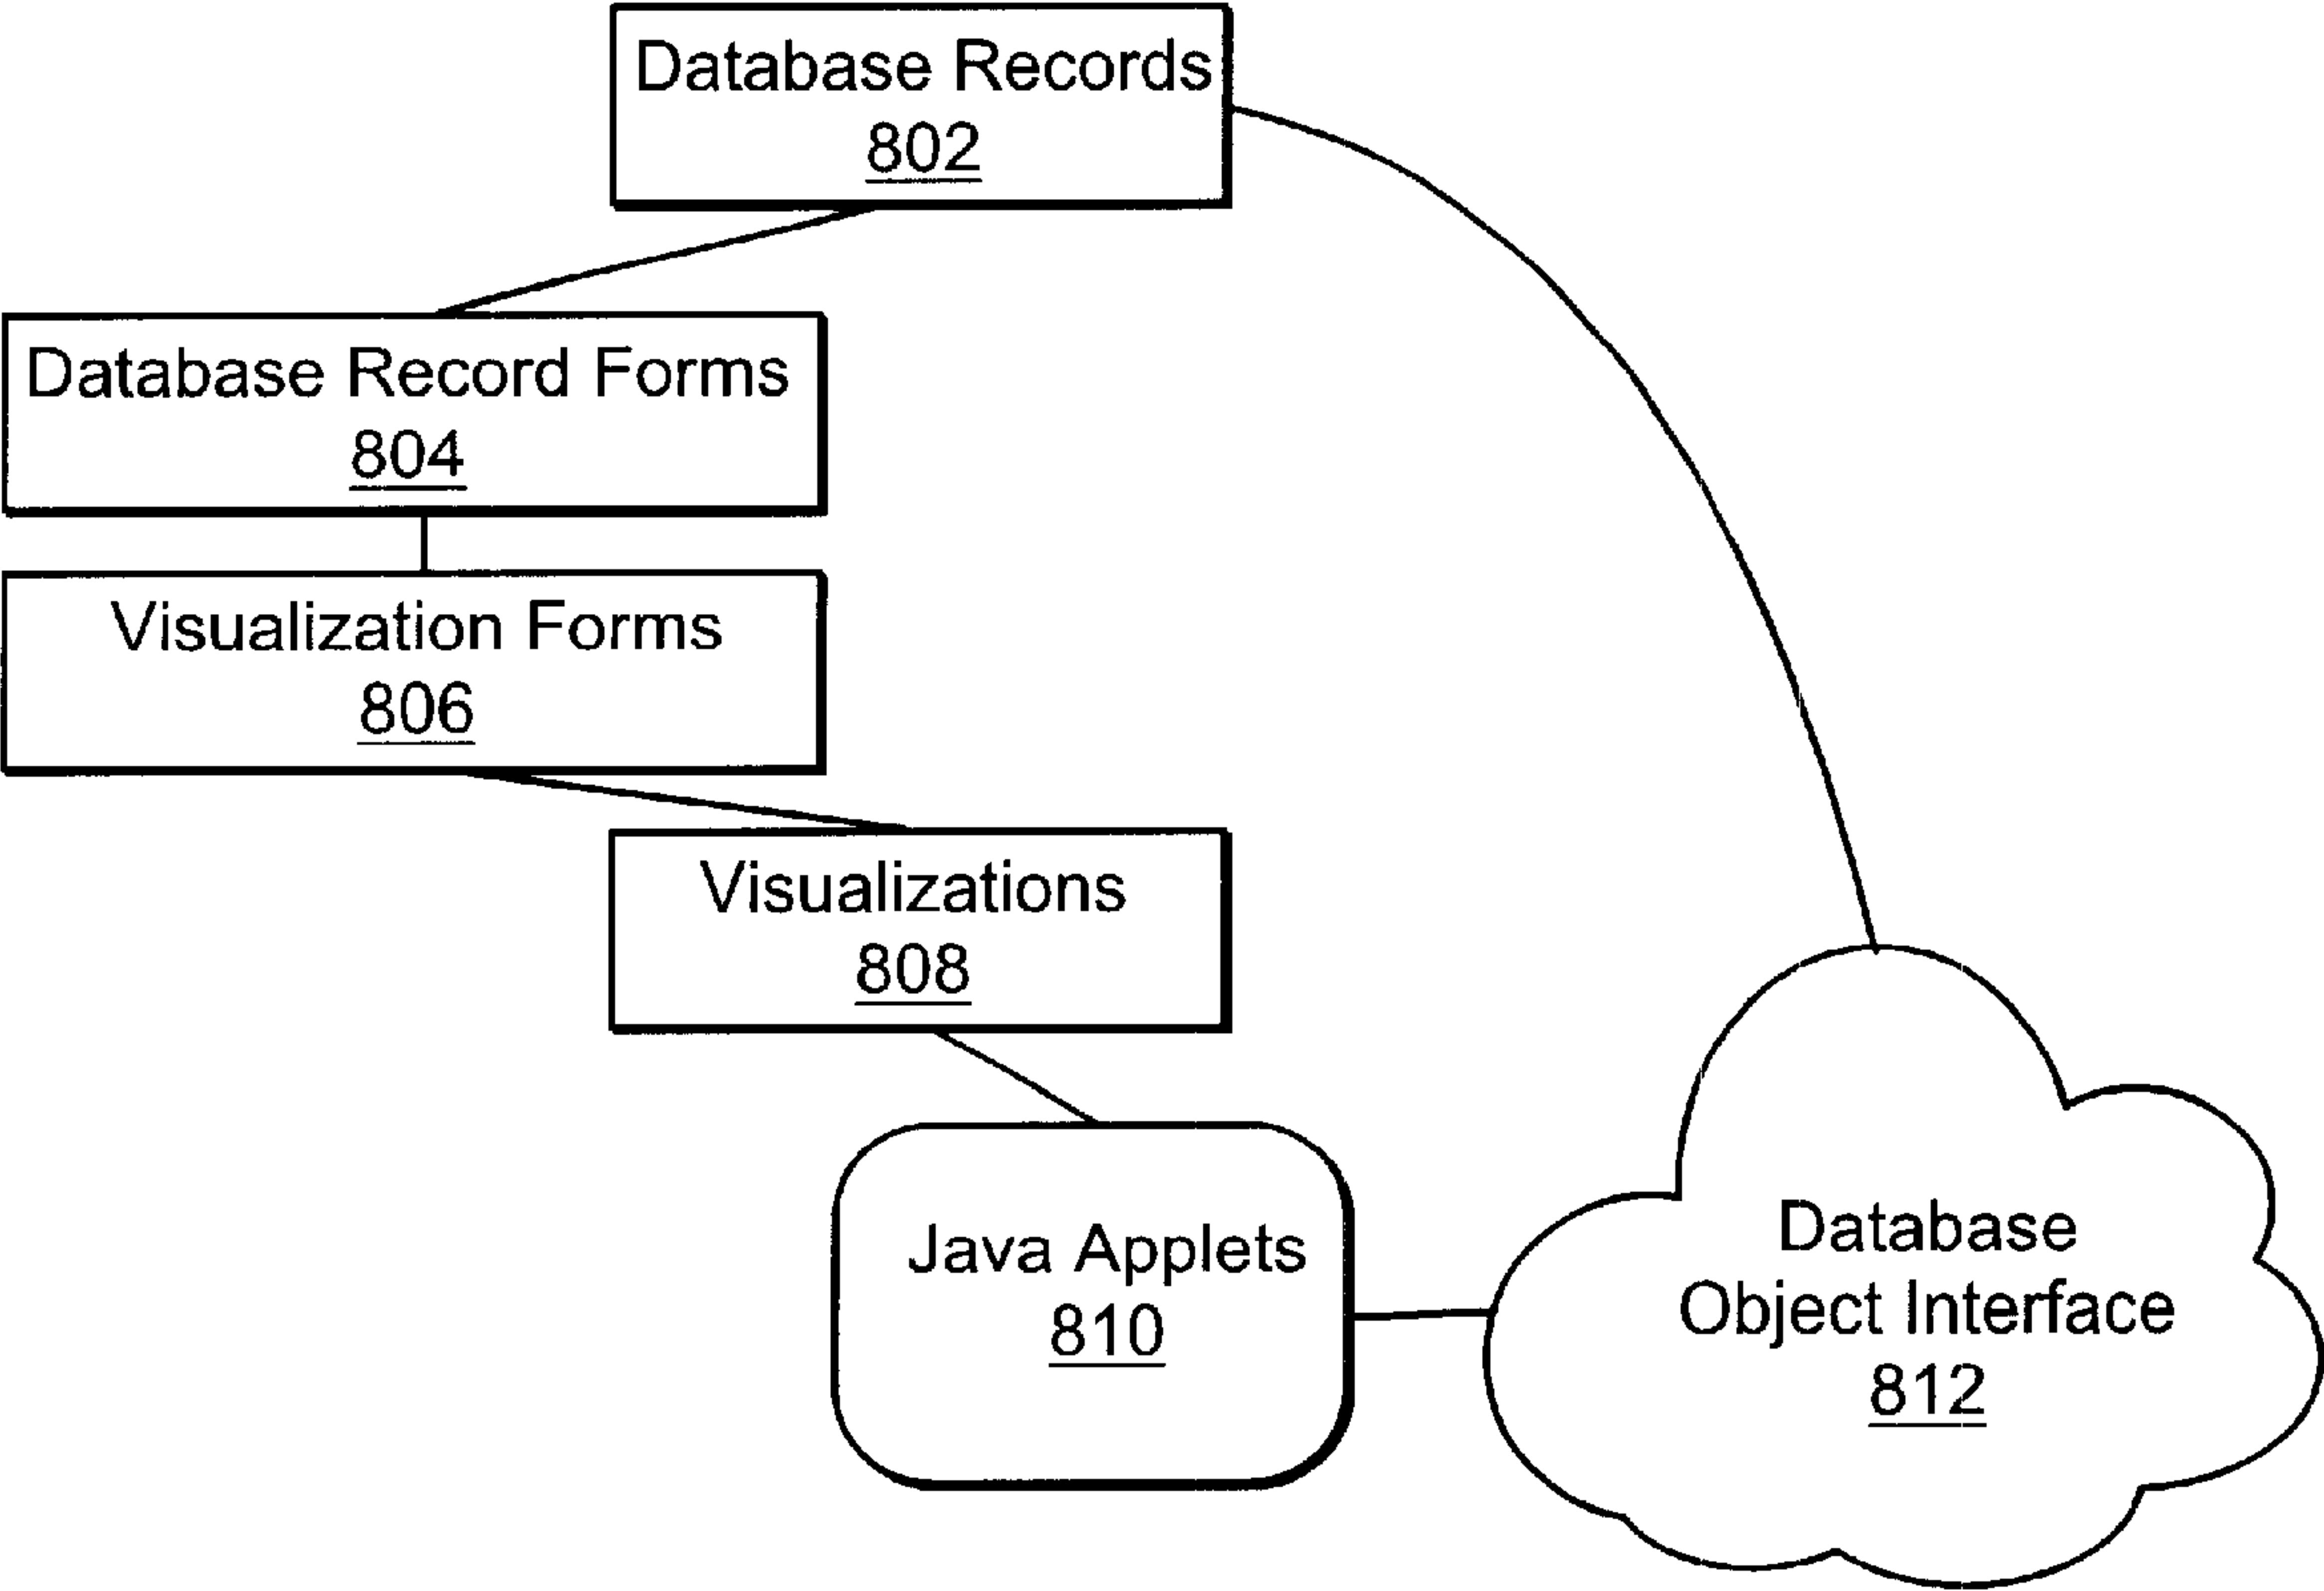 Database Records
802
Database Record Forms
804
Visualization Forms
806
Visualizations
808
Java Applets
810
Database
Object Interface
812